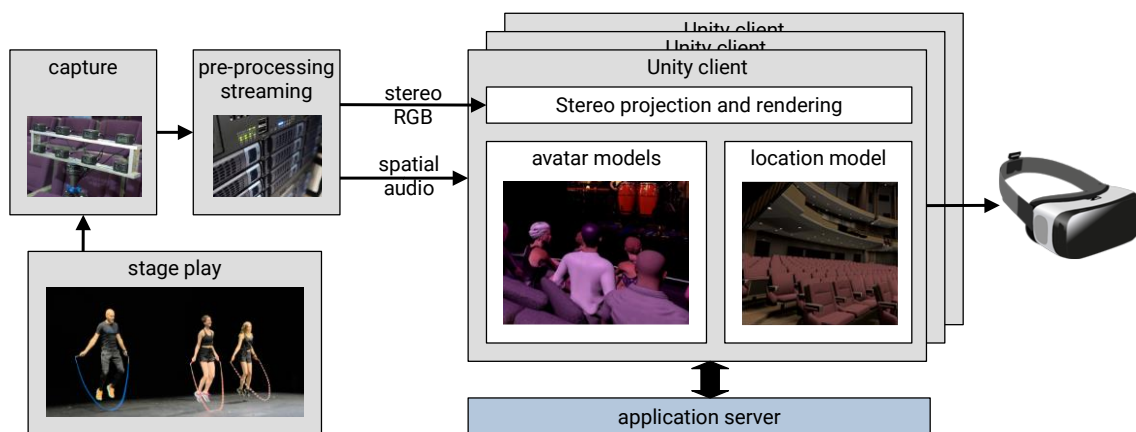 Unity client
Unity client
Unity client
capture
pre-processing
streaming
stereo
RGB
Stereo projection and rendering
spatial
audio
avatar models
location model
stage play
application server